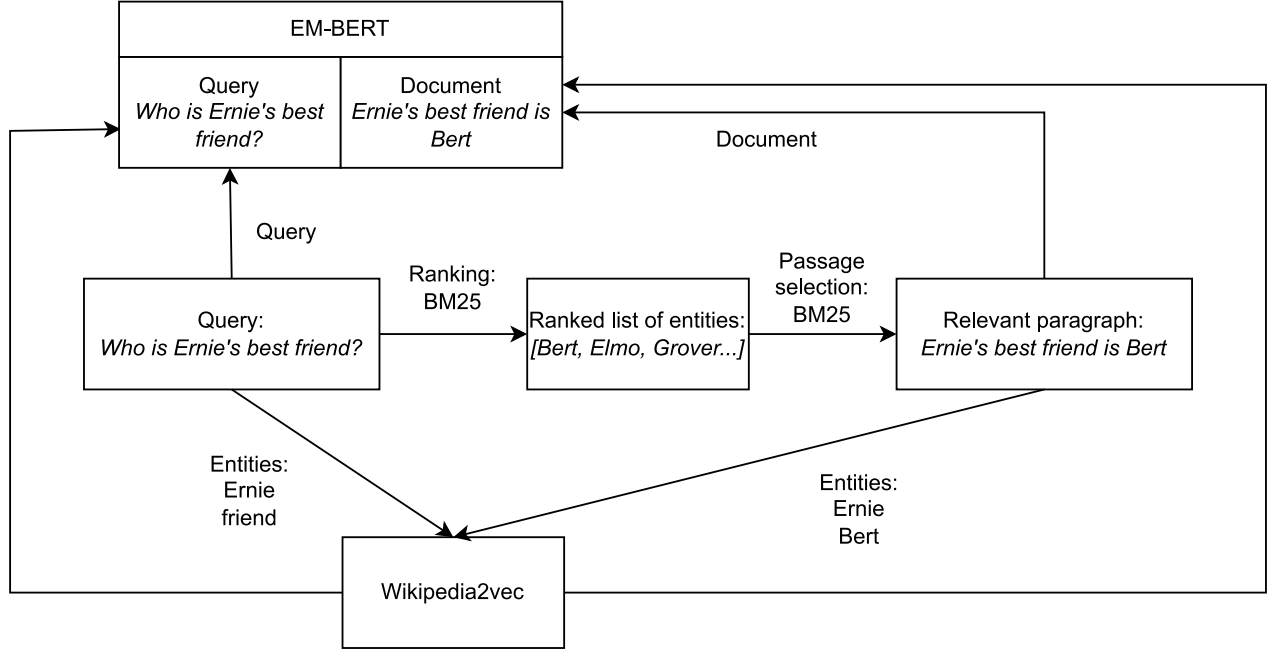 EM-BERT
Query
Who is Ernie's best
friend?
Document
Ernie's best friend is
Bert
Document
Query
Ranking:
BM25
Passage
selection:
BM25
Query:
Who is Ernie's best friend?
Ranked list of entities:
[Bert, Elmo, Grover...]
Relevant paragraph:
Ernie's best friend is Bert
Entities:
Ernie
friend
Entities:
Ernie
Bert
Wikipedia2vec